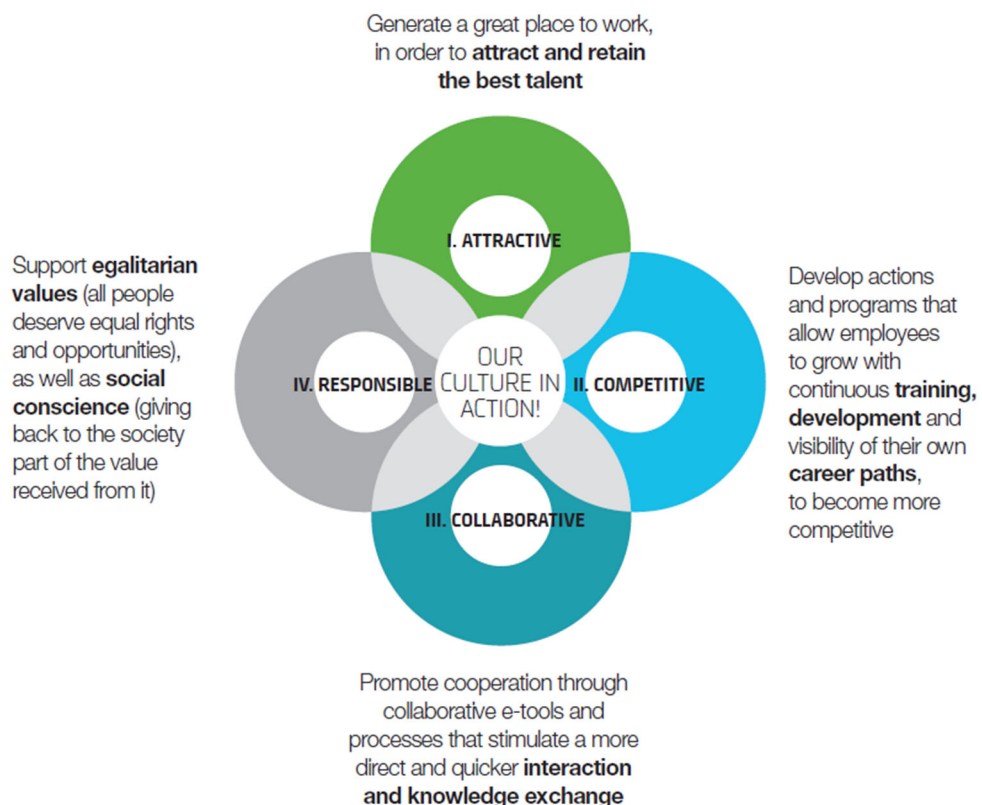 Generate a great place to work,
in order to attract and retain
the best talent
I. ATTRACTIVE
Support egalitarian
values (all people
deserve equal rights
and opportunities),
as well as social
conscience (giving
back to the society
part of the value
received from it)
IV. RESPONSIBLE
OUR
CULTURE IN
ACTION!
II. COMPETITIVE
Develop actions
and programs that
allow employees
to grow with
continuous training,
development and
visibility of their own
career paths,
to become more
competitive
III. COLLABORATIVE
Promote cooperation through
collaborative e-tools and
processes that stimulate a more
direct and quicker interaction
and knowledge exchange